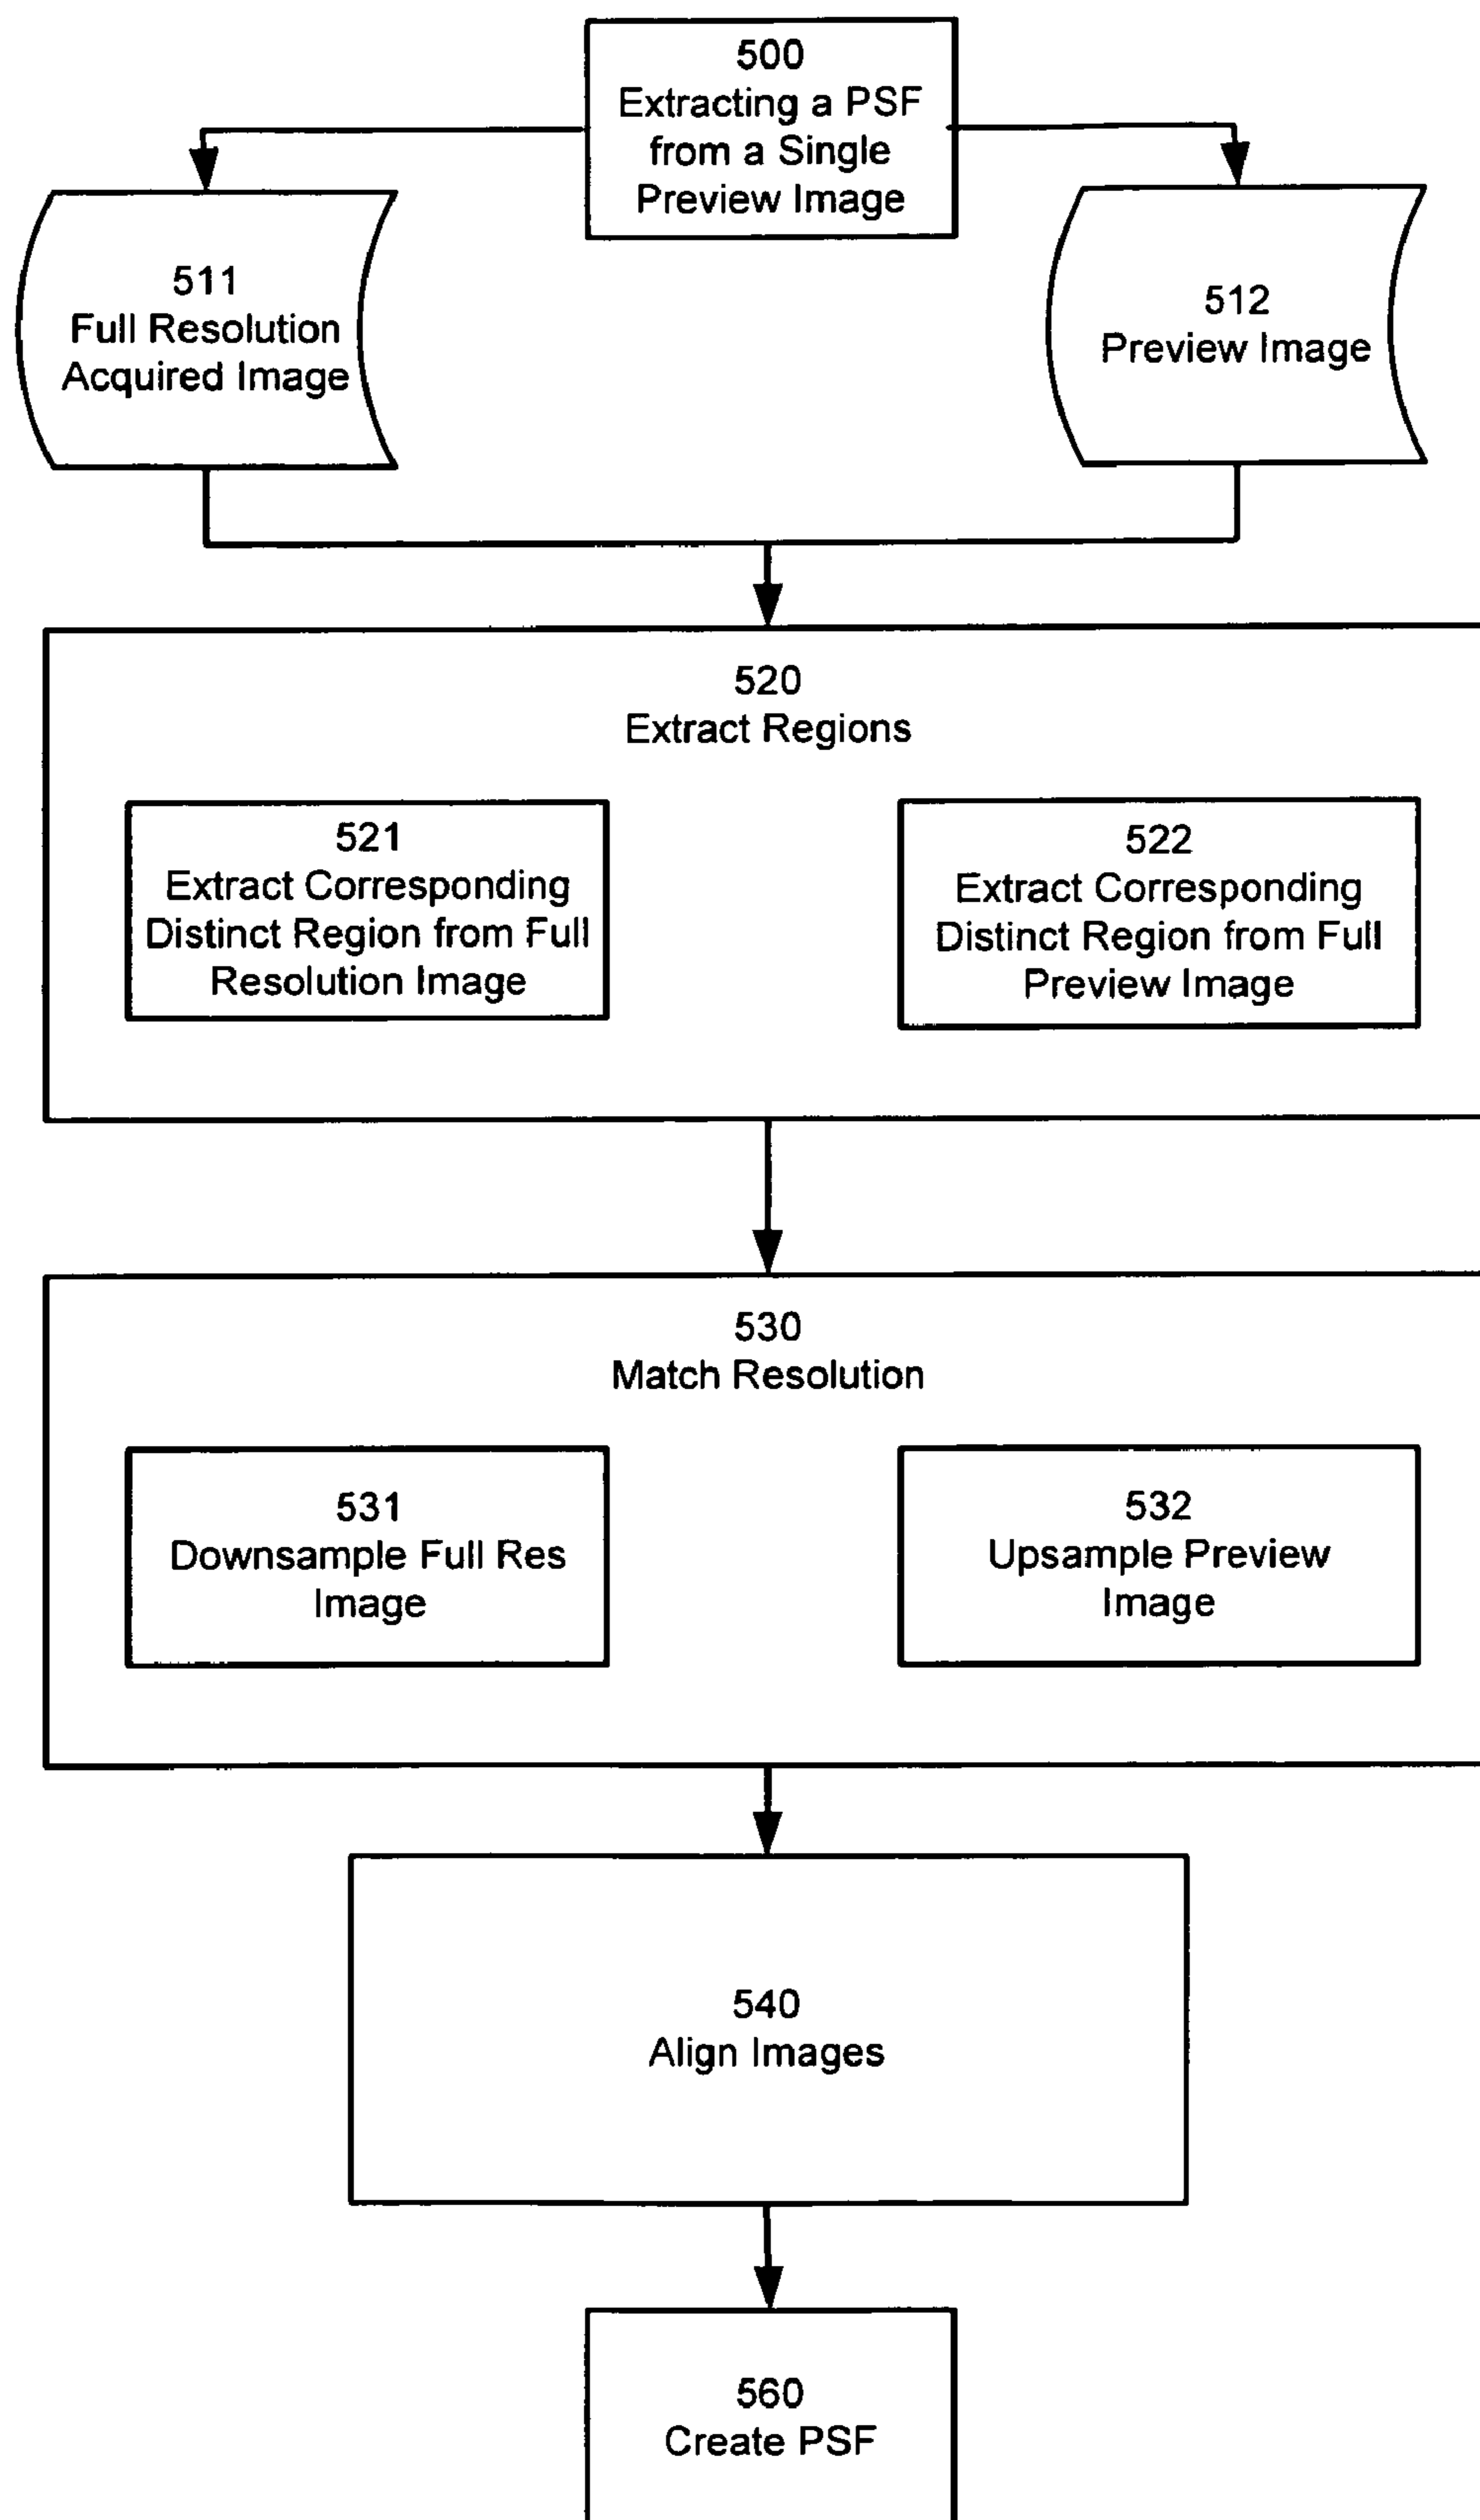 500
Extracting a PSF
from a Single
Preview Image
511
Full Resolution
Acquired Image
512
Preview Image
520
Extract Regions
521
Extract Corresponding
Distinct Region from Full
Resolution Image
522
Extract Corresponding
Distinct Region from Full
Preview Image
530
Match Resolution
531
Downsample Full Res
Image
532
Upsample Preview
Image
540
Align Images
560
Create PSF